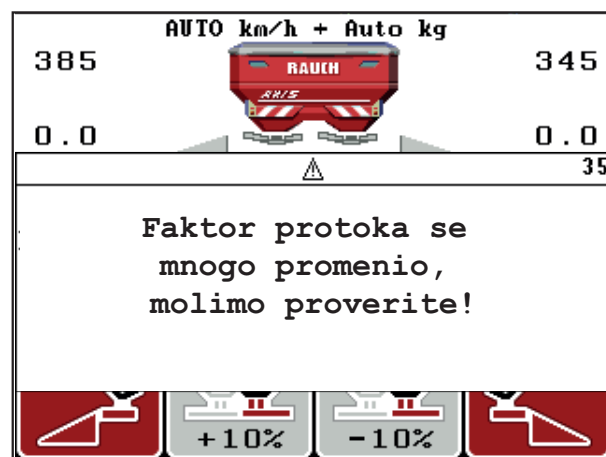 AUTO km/h + Auto kg
385
345
RAUCH
AXIS
0.0
0.0
35
Faktor protoka se
mnogo promenio,
molimo proverite!
+10%
-10%